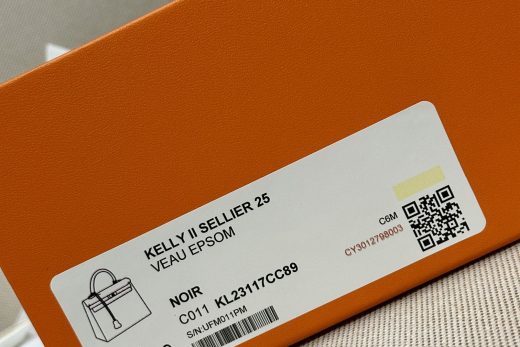 KELLY II SELLIER 25
VEAU EPSOM
NOIR
C011 KL23117CC89
S/N:UFM011PM
C6M
CY3012798003